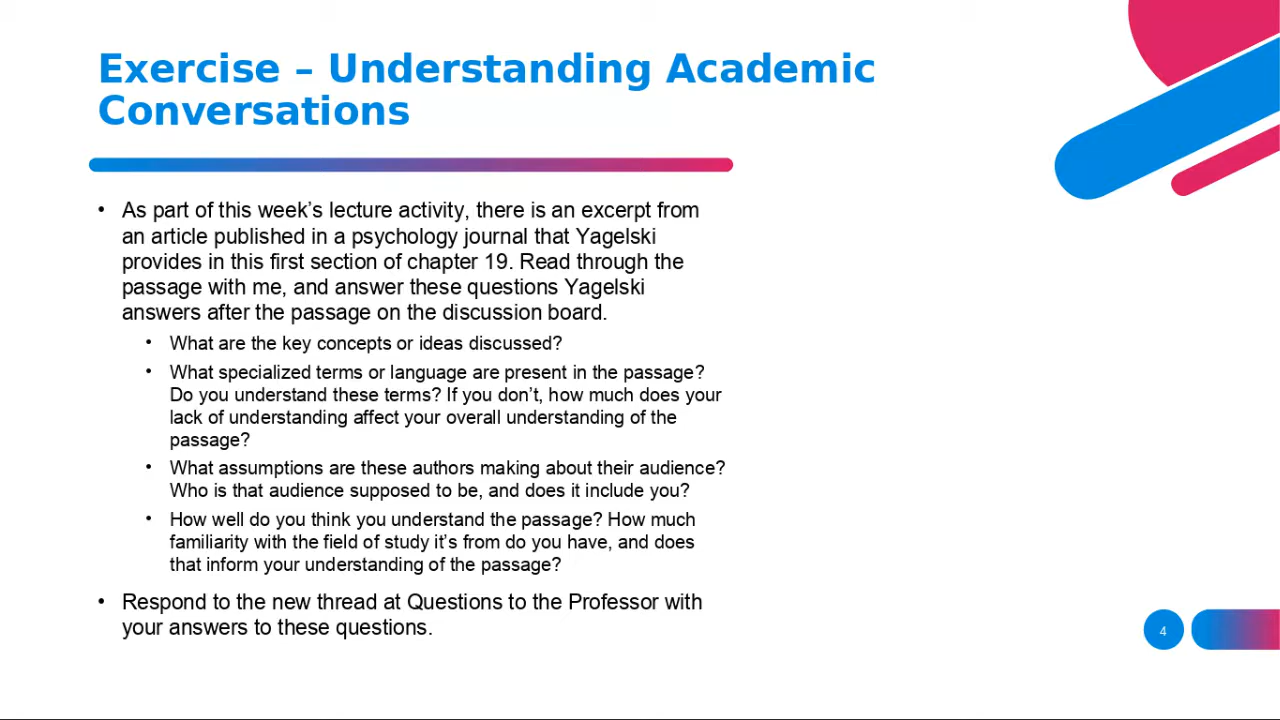 Exercise – Understanding Academic
Conversations
• As part of this week’s lecture activity, there is an excerpt from
an article published in a psychology journal that Yagelski
provides in this first section of chapter 19. Read through the
passage with me, and answer these questions Yagelski
answers after the passage on the discussion board.
• What are the key concepts or ideas discussed?
• What specialized terms or language are present in the passage?
Do you understand these terms? If you don’t, how much does your
lack of understanding affect your overall understanding of the
passage?
• What assumptions are these authors making about their audience?
Who is that audience supposed to be, and does it include you?
• How well do you think you understand the passage? How much
familiarity with the field of study it’s from do you have, and does
that inform your understanding of the passage?
• Respond to the new thread at Questions to the Professor with
your answers to these questions.
4